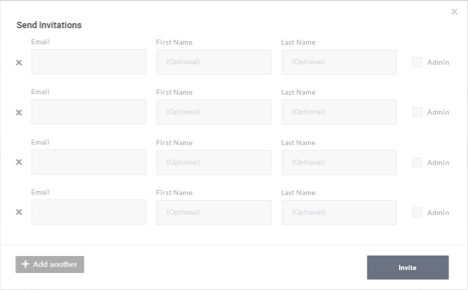 Send Invitations
Email First Name Last Name
(Optional) (Optional) Admin
Email First Name Last Name
(Optional) (Optional) Admin
Email First Name Last Name
(Optional) (Optional) Admin
Email First Name Last Name
(Optional) (Optional) Admin
+ Add another Invite